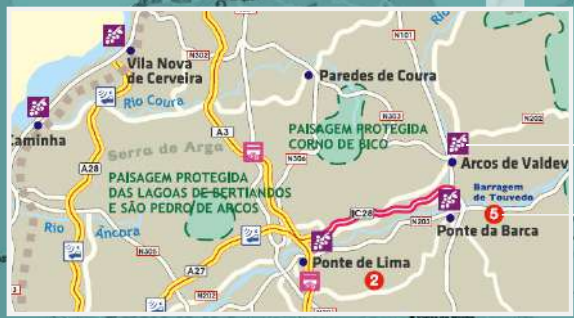 N101
Vila Nova
de Cerveira
N302
Paredes de Coura
Rio Coura
N202
Caminha
A3
N303
PAISAGEM PROTEGIDA
CORNO DE BICO
Serra de Arga
N306
Arcos de Valdev
A28
PAISAGEM PROTEGIDA
DAS LAGOAS DE BERTIANDOS
E SÃO PEDRO DE ARCOS
Barragem
de Touvedo
IC28
5
N203
Ponte da Barca
Rio Âncora
N305
A27
Ponte de Lima
2
N202